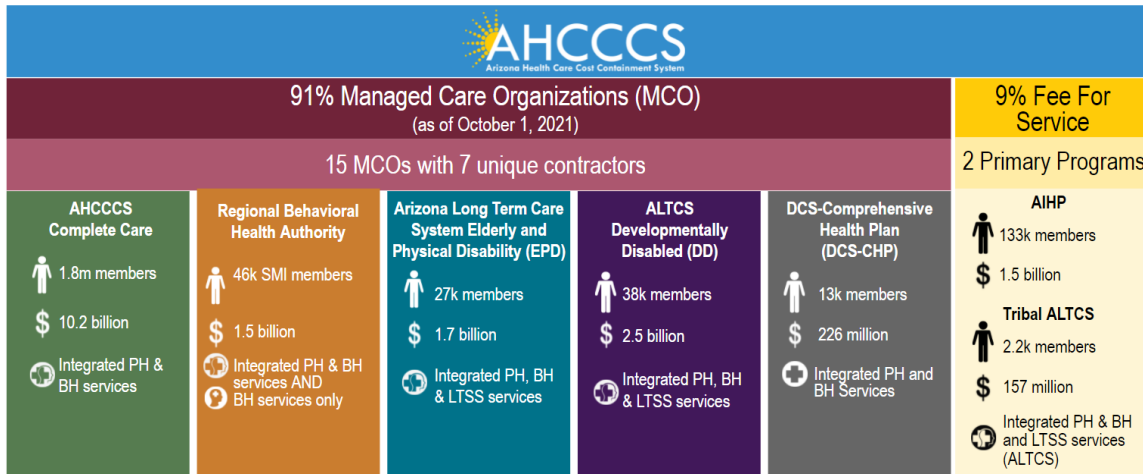 AHCCCS
Arizona Health Care Cost Containment System
91% Managed Care Organizations (MCO)
(as of October 1, 2021)
9% Fee For
Service
15 MCOs with 7 unique contractors
2 Primary Programs
AHCCCS
Complete Care
1.8m members
$ 10.2 billion
Integrated PH &
BH services
Regional Behavioral
Health Authority
46k SMI members
$ 1.5 billion
Integrated PH & BH
services AND
BH services only
Arizona Long Term Care
System Elderly and
Physical Disability (EPD)
27k members
$ 1.7 billion
Integrated PH, BH
& LTSS services
ALTCS
Developmentally
Disabled (DD)
38k members
$ 2.5 billion
Integrated PH, BH
& LTSS services
DCS-Comprehensive
Health Plan
(DCS-CHP)
13k members
$ 226 million
Integrated PH and
BH Services
AIHP
133k members
$ 1.5 billion
Tribal ALTCS
2.2k members
$ 157 million
Integrated PH & BH
and LTSS services
(ALTCS)